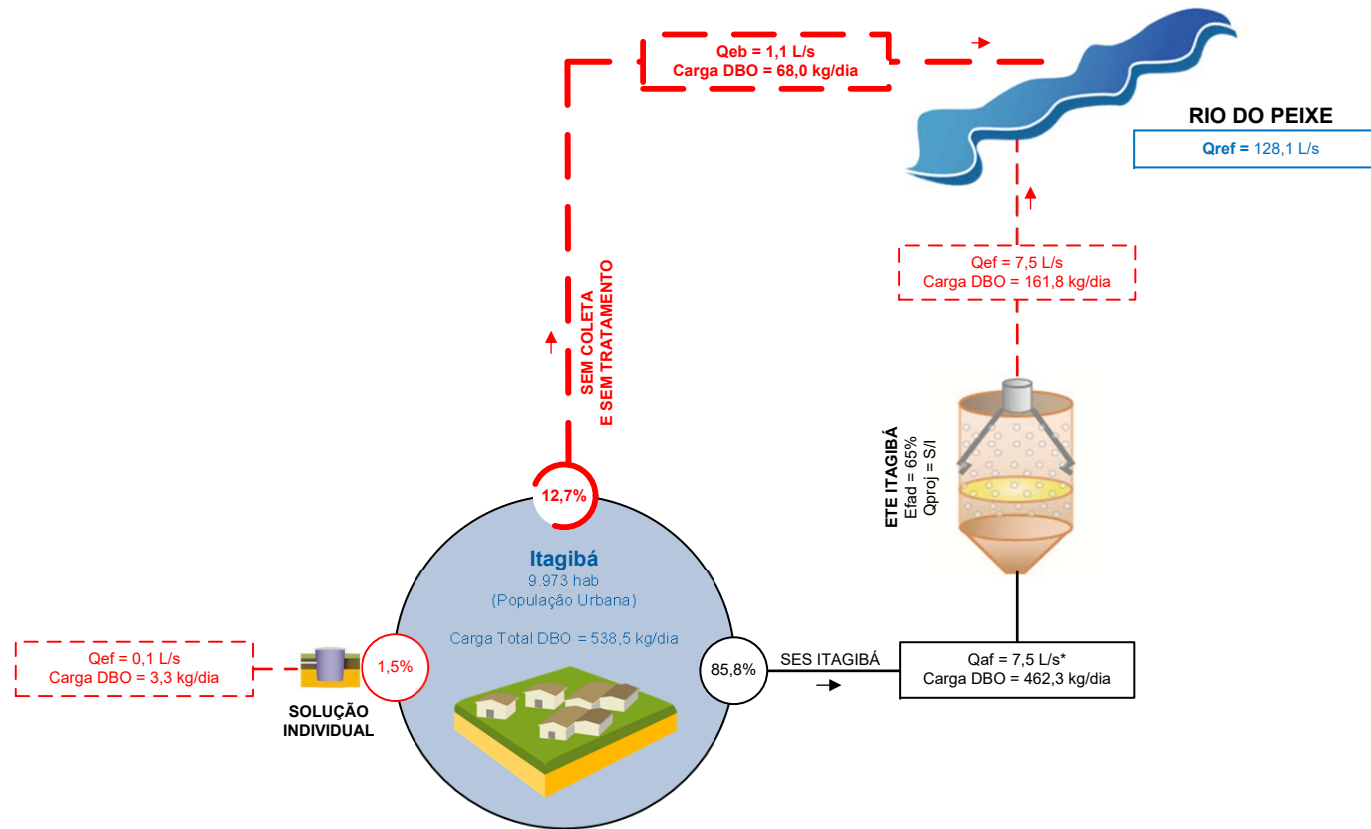 Qeb = 1,1 L/s
Carga DBO = 68,0 kg/dia
RIO DO PEIXE
Qref = 128,1 L/s
Qef = 7,5 L/s
Carga DBO = 161,8 kg/dia
SEM COLETA
E SEM TRATAMENTO
ETE ITAGIBÁ
Efad = 65%
Qproj = S/I
12,7%
Itagibá
9.973 hab
(População Urbana)
Carga Total DBO = 538,5 kg/dia
Qef = 0,1 L/s
Carga DBO = 3,3 kg/dia
1,5%
SOLUÇÃO
INDIVIDUAL
85,8%
SES ITAGIBÁ
Qaf = 7,5 L/s*
Carga DBO = 462,3 kg/dia